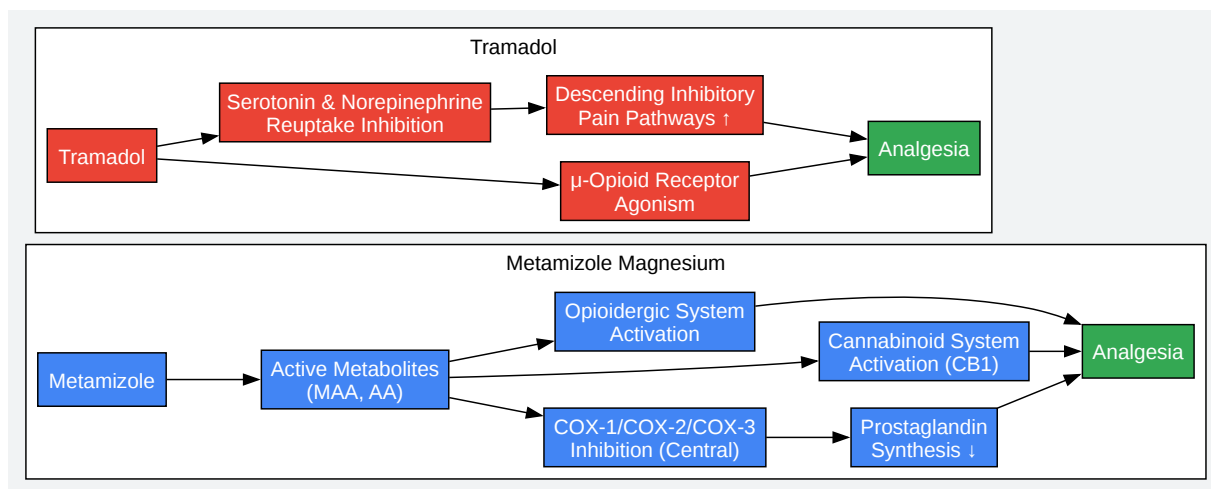 Tramadol
Serotonin & Norepinephrine
Reuptake Inhibition
Descending Inhibitory
Pain Pathways ↑
Tramadol
Analgesia
μ-Opioid Receptor
Agonism
Metamizole Magnesium
Opioidergic System
Activation
Cannabinoid System
Activation (CB1)
Analgesia
Metamizole
Active Metabolites
(MAA, AA)
COX-1/COX-2/COX-3
Inhibition (Central)
Prostaglandin
Synthesis ↓